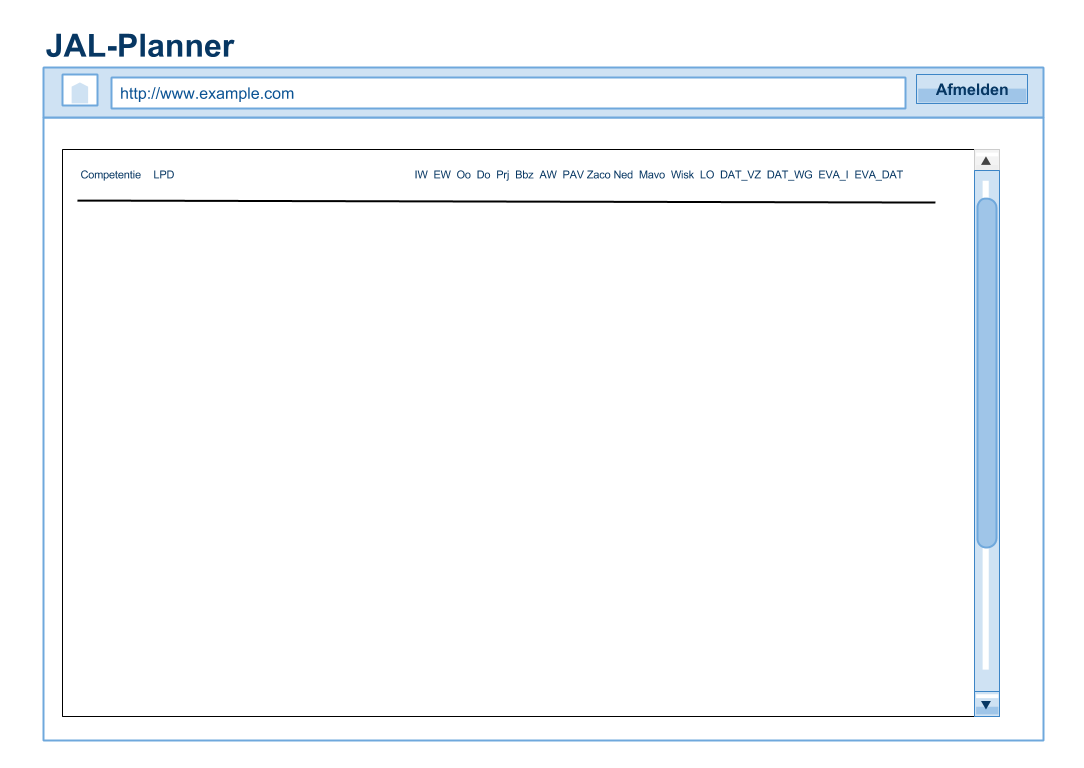 JAL-Planner
http://www.example.com
Afmelden
Competentie LPD IW EW Oo Do Prj Bbz AW PAV Zaco Ned Mavo Wisk LO DAT_VZ DAT_WG EVA_I EVA_DAT